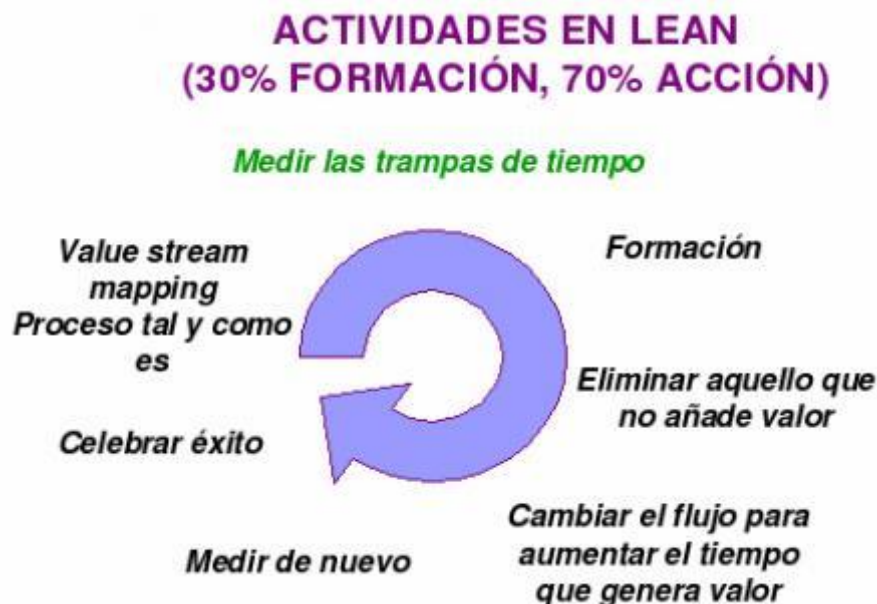 ACTIVIDADES EN LEAN
(30% FORMACIÓN, 70% ACCIÓN)
Medir las trampas de tiempo
Value stream
mapping
Proceso tal y como
es
Formación
Eliminar aquello que
no añade valor
Celebrar éxito
Cambiar el flujo para
aumentar el tiempo
que genera valor
Medir de nuevo